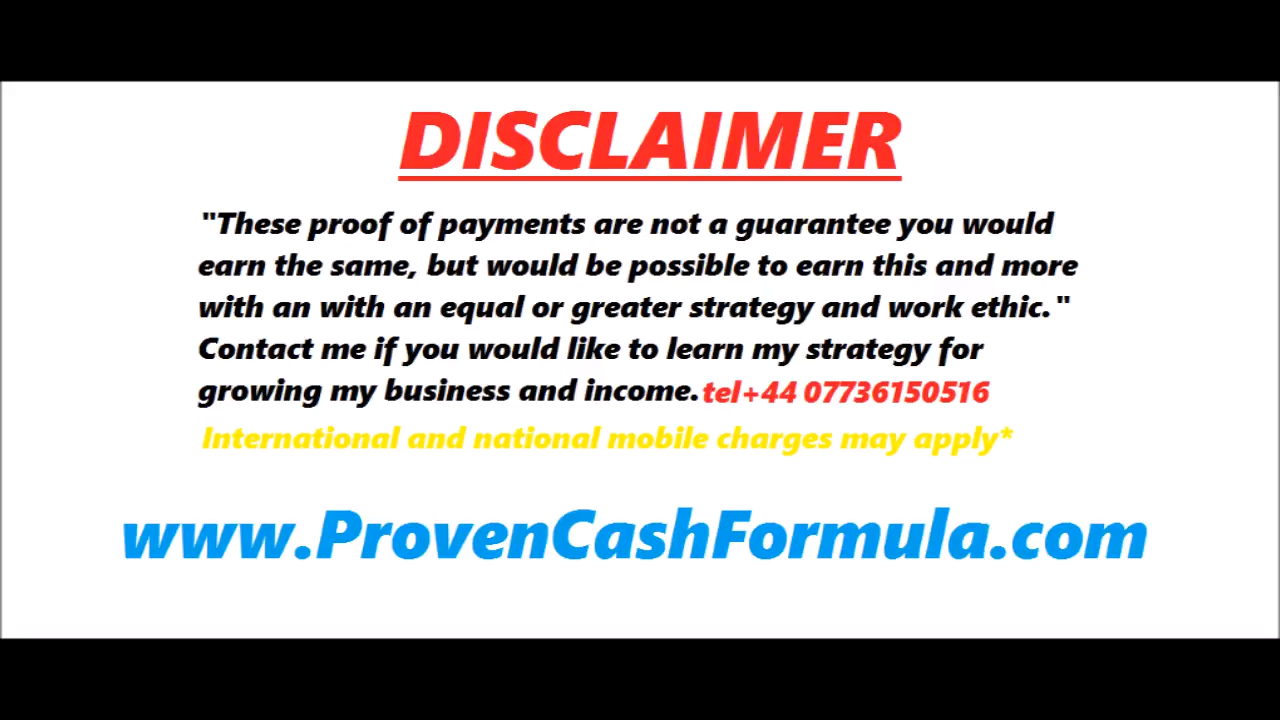 DISCLAIMER
"These proof of payments are not a guarantee you would
earn the same, but would be possible to earn this and more
with an with an equal or greater strategy and work ethic."
Contact me if you would like to learn my strategy for
growing my business and income. tel+44 07736150516
International and national mobile charges may apply*
www.ProvenCashFormula.com